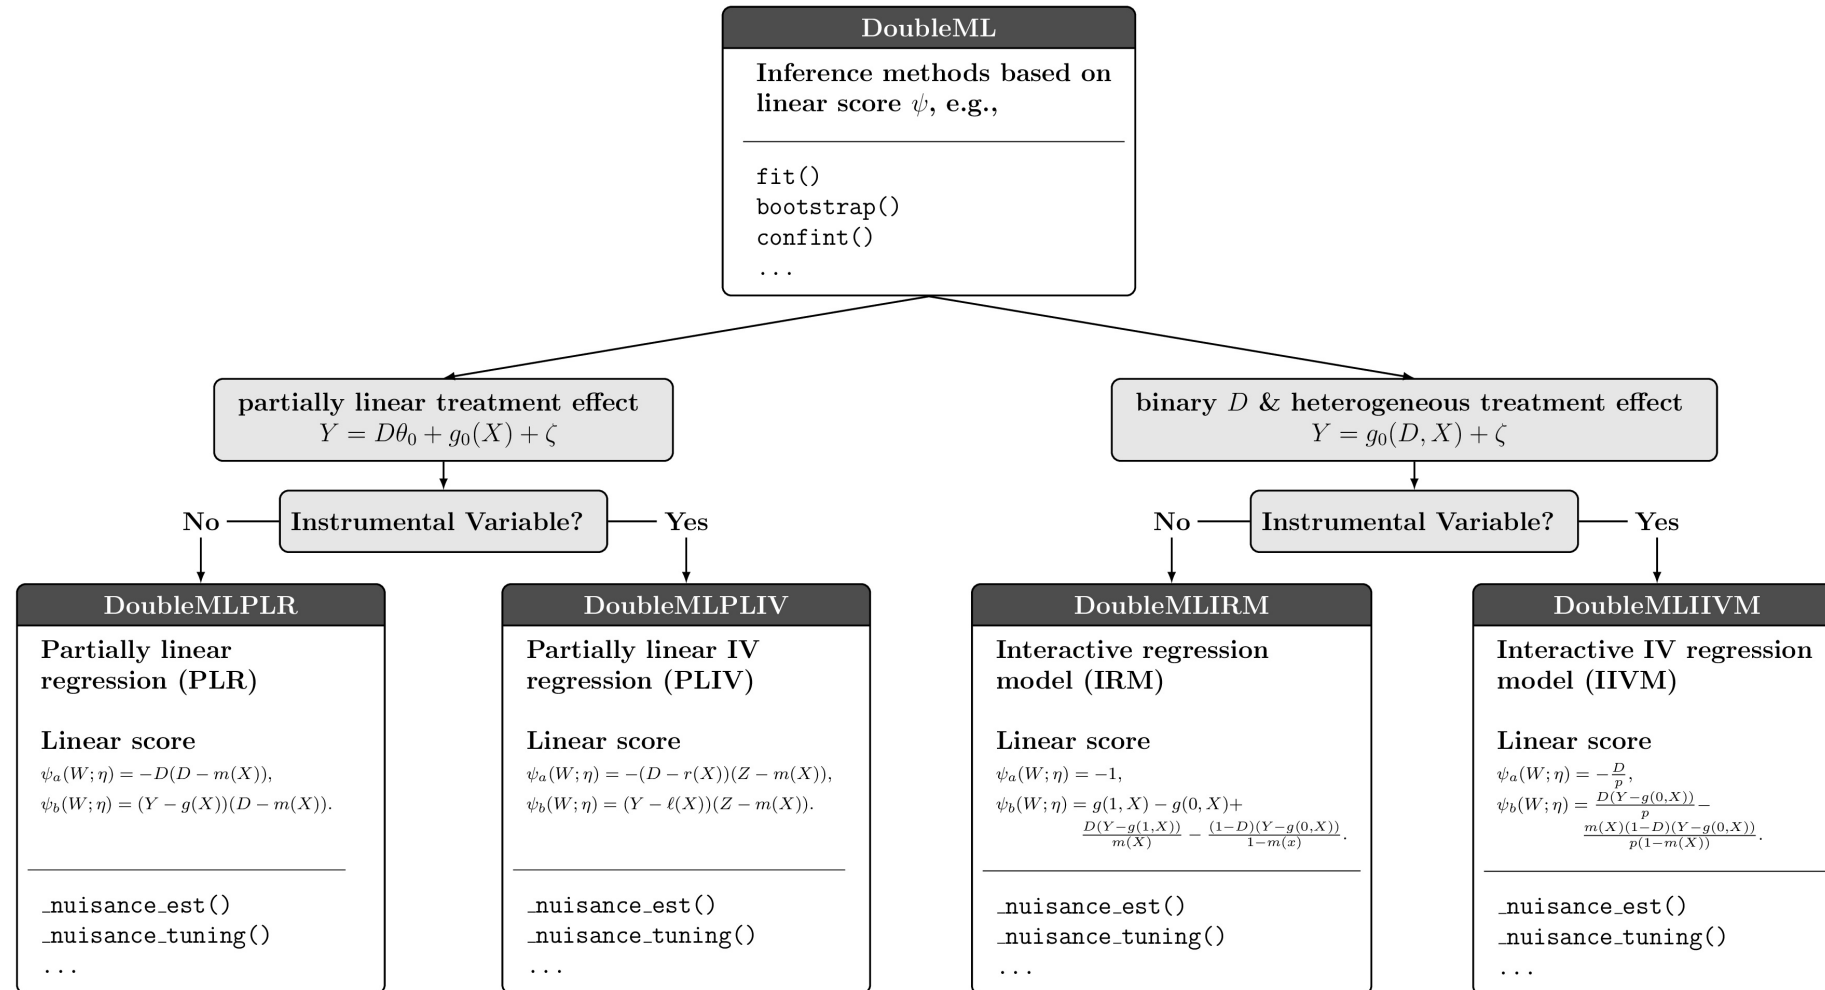 DoubleML
Inference methods based on
linear score ψ, e.g.,
fit()
bootstrap()
confint()
...
partially linear treatment effect
Y = Dθ₀ + g₀(X) + ζ
binary D & heterogeneous treatment effect
Y = g₀(D, X) + ζ
No
Instrumental Variable?
Yes
No
Instrumental Variable?
Yes
DoubleMLPLR
Partially linear
regression (PLR)
Linear score
ψₐ(W; η) = −D(D − m(X)),
ψ_b(W; η) = (Y − g(X))(D − m(X)).
_nuisance_est()
_nuisance_tuning()
...
DoubleMLPLIV
Partially linear IV
regression (PLIV)
Linear score
ψₐ(W; η) = −(D − r(X))(Z − m(X)),
ψ_b(W; η) = (Y − ℓ(X))(Z − m(X)).
_nuisance_est()
_nuisance_tuning()
...
DoubleMLIRM
Interactive regression
model (IRM)
Linear score
ψₐ(W; η) = −1,
ψ_b(W; η) = g(1, X) − g(0, X)+
D(Y−g(1,X))/m(X) − (1−D)(Y−g(0,X))/1−m(x).
_nuisance_est()
_nuisance_tuning()
...
DoubleMLIIVM
Interactive IV regression
model (IIVM)
Linear score
ψₐ(W; η) = −D/p,
ψ_b(W; η) = D(Y−g(0,X))/p −
m(X)(1−D)(Y−g(0,X))/p(1−m(X)).
_nuisance_est()
_nuisance_tuning()
...